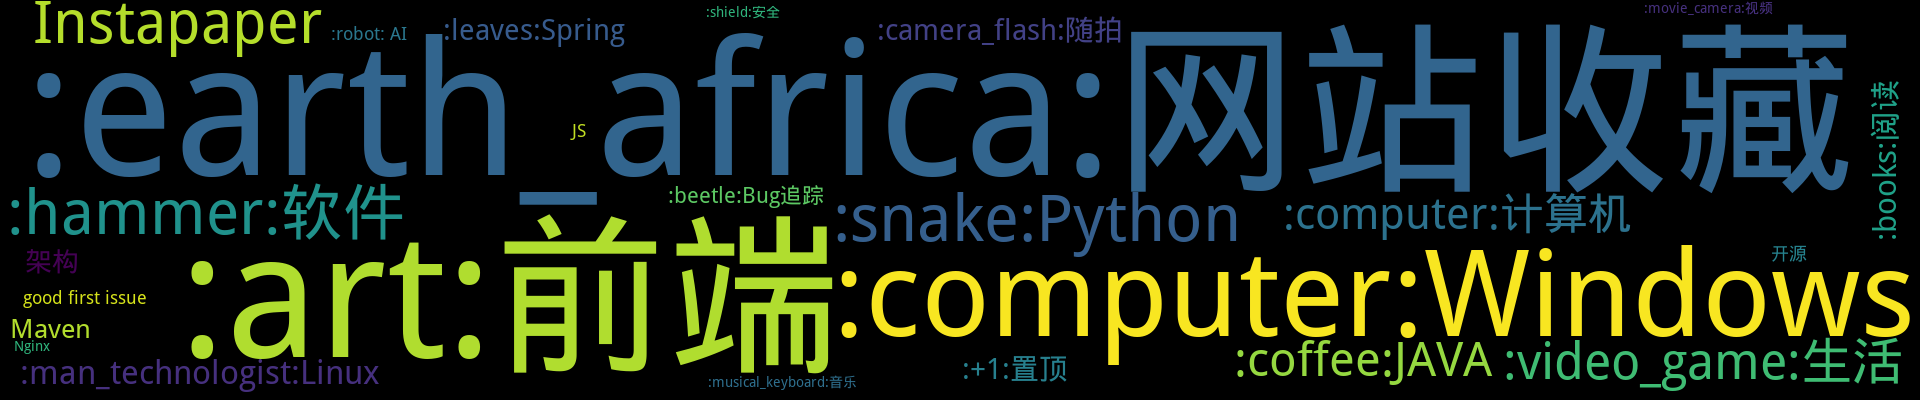 Instapaper
:robot: AI
:leaves:Spring
:shield:安全
:camera_flash:随拍
:movie_camera:视频
:earth_africa:网站收藏
JS
:books:阅读
:hammer:软件
:beetle:Bug追踪
:snake:Python
:computer:计算机
架构
:art:前端
:computer:Windows
开源
good first issue
Maven
Nginx
:man_technologist:Linux
:musical_keyboard:音乐
:+1:置顶
:coffee:JAVA
:video_game:生活